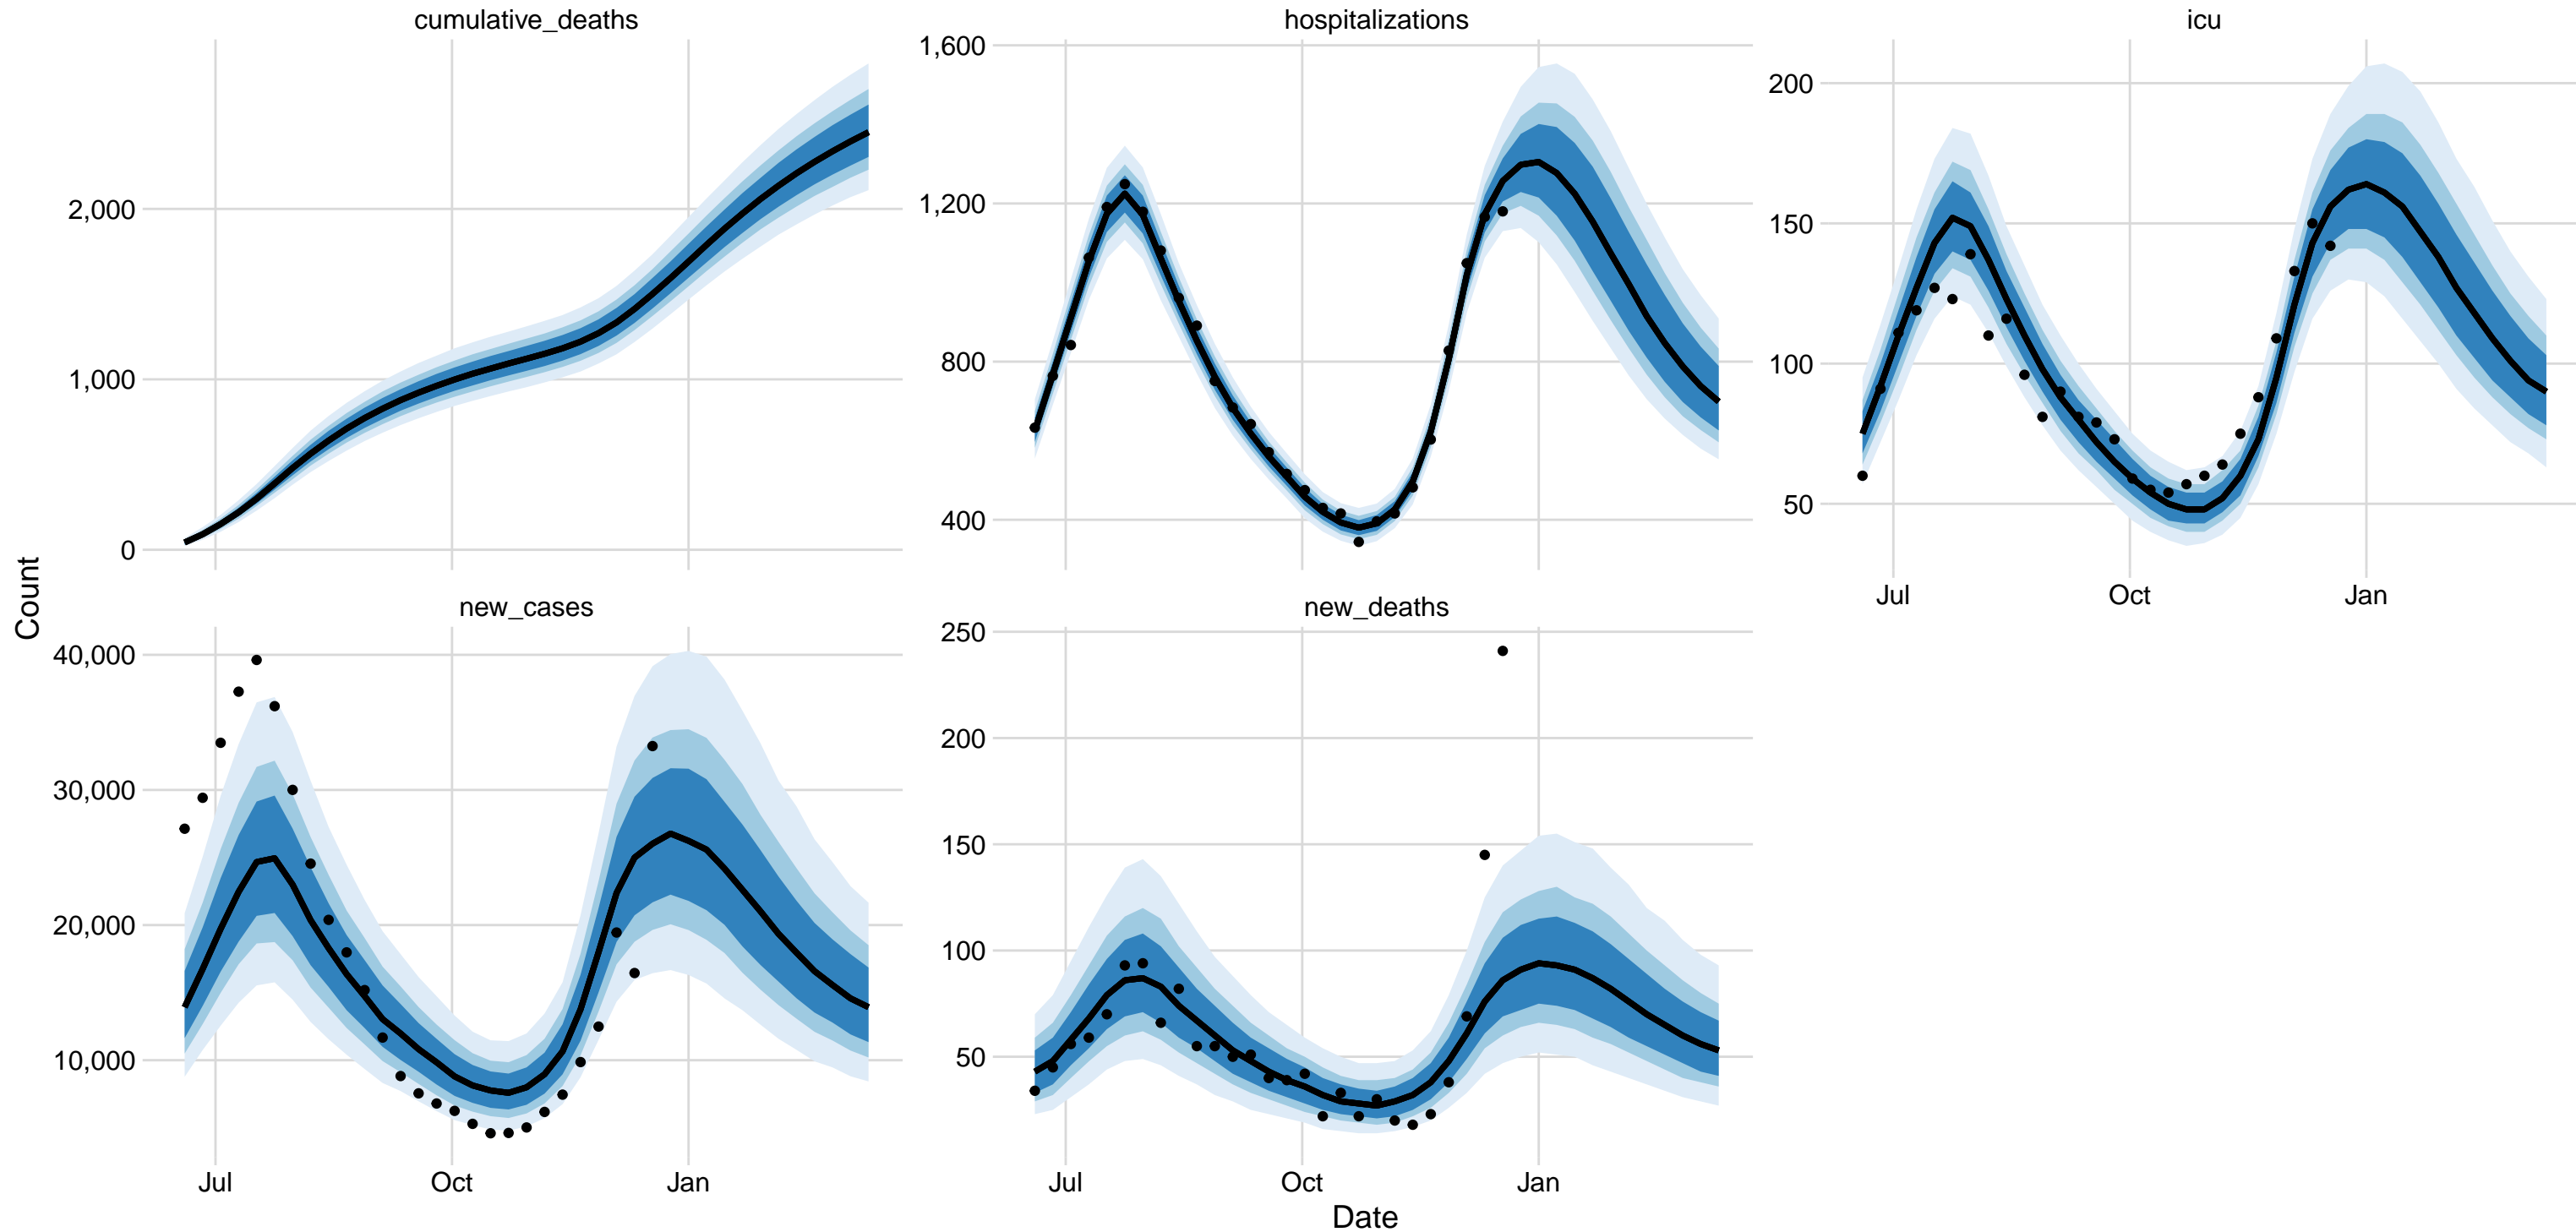 cumulative_deaths
2,000
1,000
0
hospitalizations
1,600
1,200
800
400
icu
200
150
100
50
Jul Oct Jan
Count
new_cases
40,000
30,000
20,000
10,000
Jul Oct Jan
new_deaths
250
200
150
100
50
Jul Oct Jan
Date